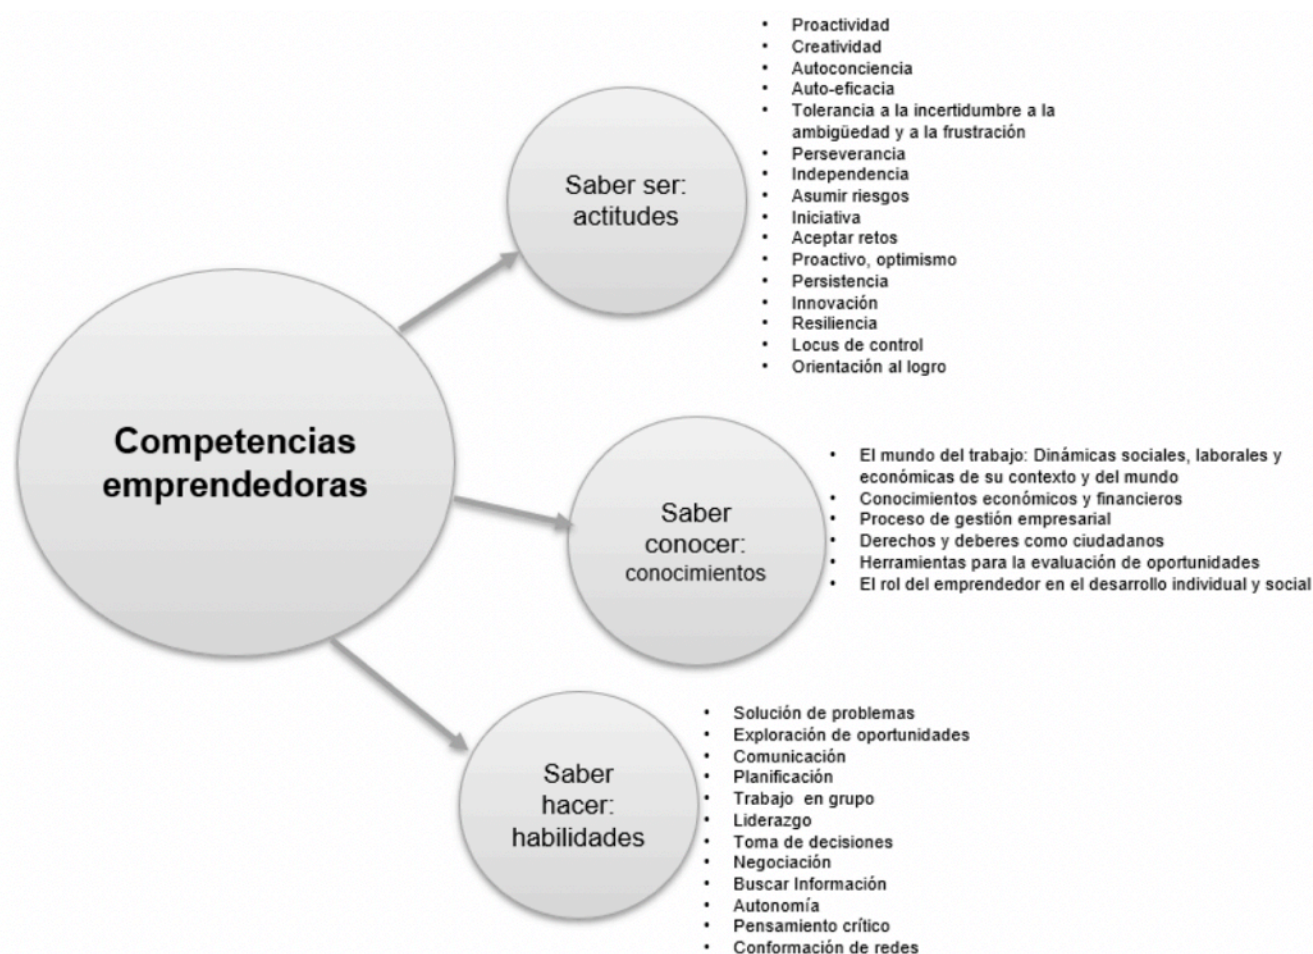 Competencias
emprendedoras
Saber ser:
actitudes
• Proactividad
• Creatividad
• Autoconciencia
• Auto-eficacia
• Tolerancia a la incertidumbre a la
ambigüedad y a la frustración
• Perseverancia
• Independencia
• Asumir riesgos
• Iniciativa
• Aceptar retos
• Proactivo, optimismo
• Persistencia
• Innovación
• Resiliencia
• Locus de control
• Orientación al logro
Saber
conocer:
conocimientos
• El mundo del trabajo: Dinámicas sociales, laborales y
económicas de su contexto y del mundo
• Conocimientos económicos y financieros
• Proceso de gestión empresarial
• Derechos y deberes como ciudadanos
• Herramientas para la evaluación de oportunidades
• El rol del emprendedor en el desarrollo individual y social
Saber
hacer:
habilidades
• Solución de problemas
• Exploración de oportunidades
• Comunicación
• Planificación
• Trabajo en grupo
• Liderazgo
• Toma de decisiones
• Negociación
• Buscar Información
• Autonomía
• Pensamiento crítico
• Conformación de redes